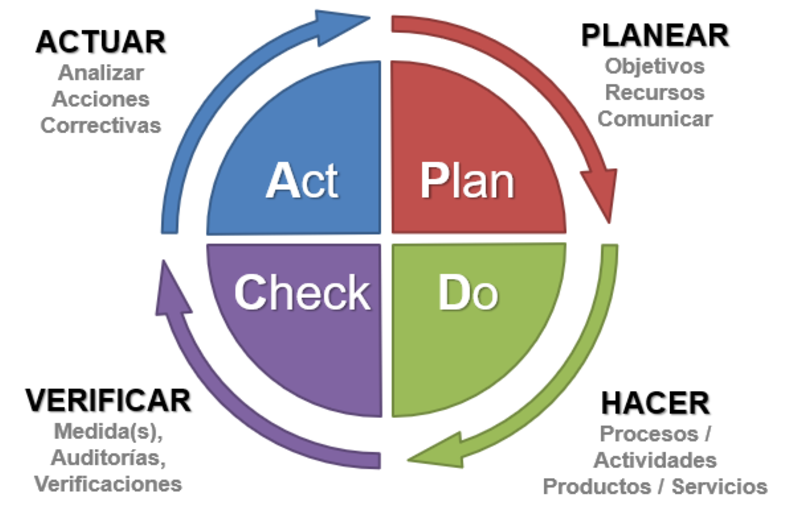 ACTUAR
Analizar
Acciones
Correctivas
PLANEAR
Objetivos
Recursos
Comunicar
Act
Plan
Check
Do
VERIFICAR
Medida(s),
Auditorías,
Verificaciones
HACER
Procesos /
Actividades
Productos / Servicios